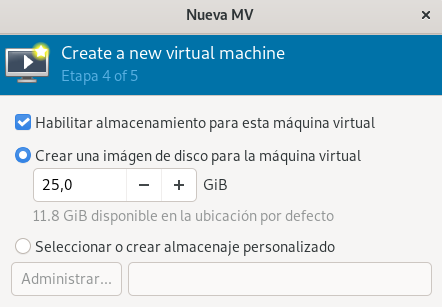 Nueva MV
Create a new virtual machine
Etapa 4 of 5
Habilitar almacenamiento para esta máquina virtual
Crear una imágen de disco para la máquina virtual
25,0
GiB
11.8 GiB disponible en la ubicación por defecto
Seleccionar o crear almacenaje personalizado
Administrar...